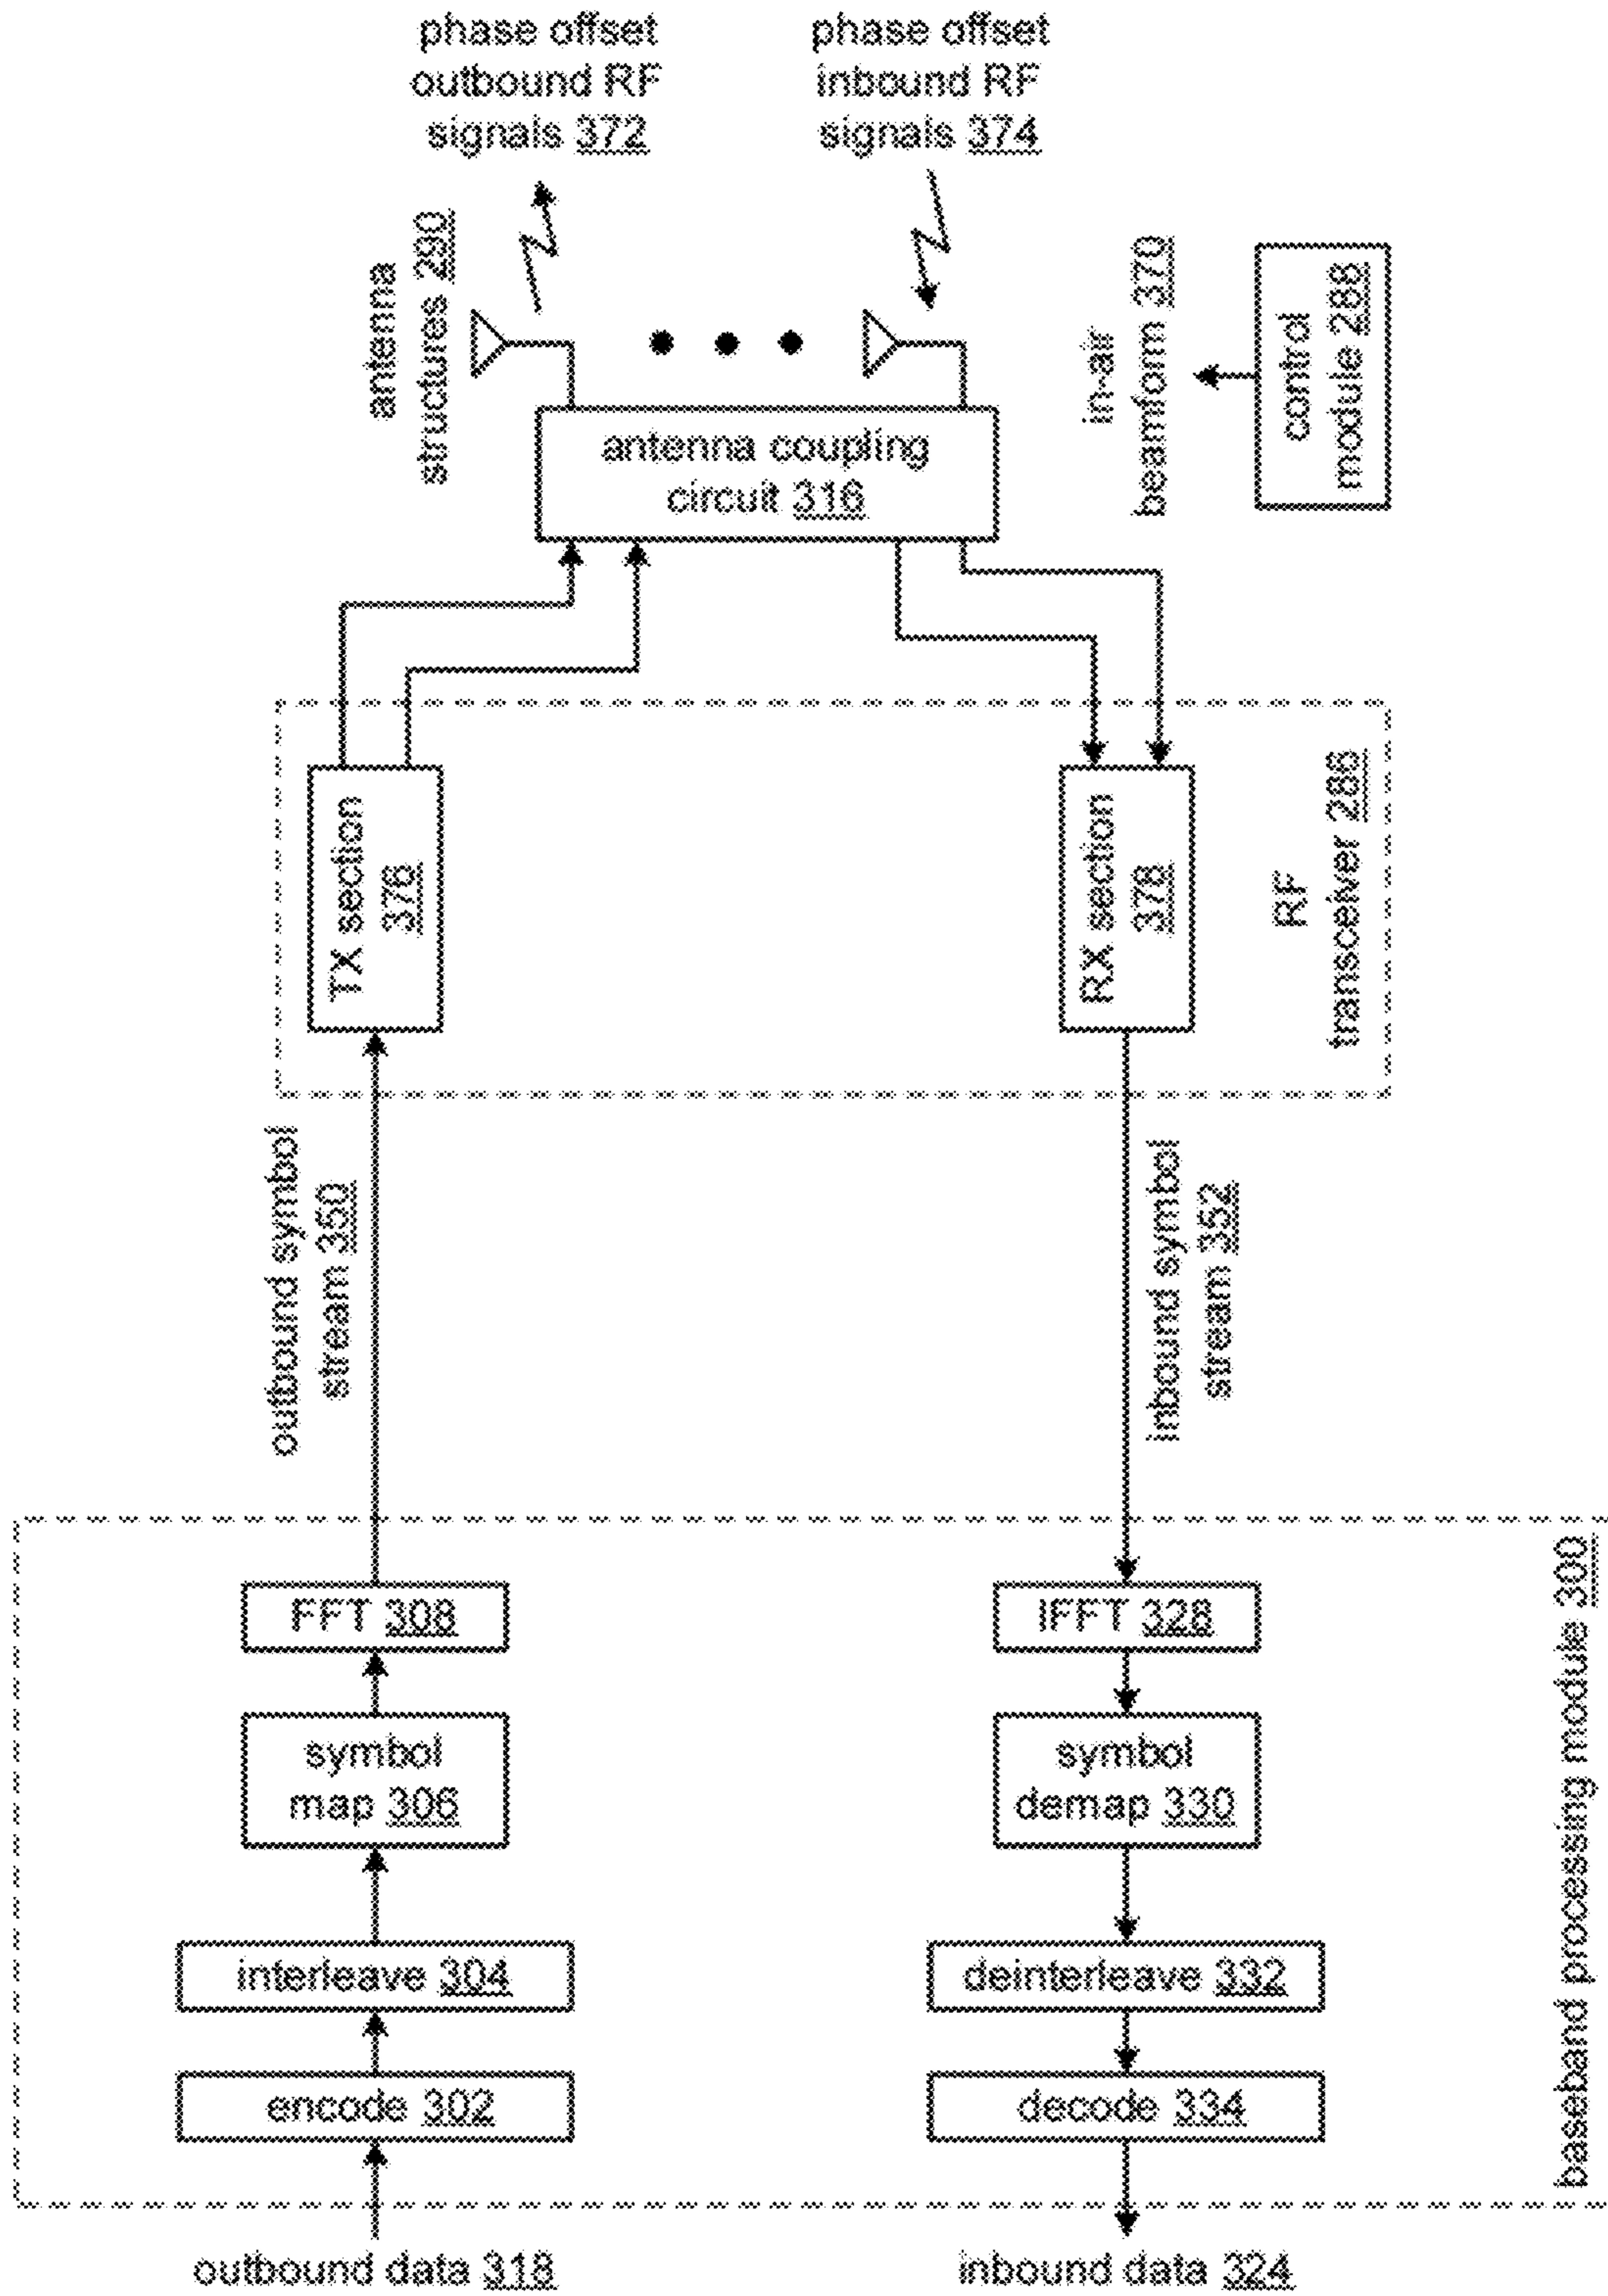 phase offset
outbound RF
signals 372
phase offset
inbound RF
signals 374
antenna
structures 290
antenna coupling
circuit 316
in-air
beamform 370
control
module 288
TX section
376
RX section
378
RF
transceiver 286
outbound symbol
stream 350
inbound symbol
stream 352
FFT 308
IFFT 328
symbol
map 306
symbol
demap 330
interleave 304
deinterleave 332
encode 302
decode 334
baseband processing module 300
outbound data 318
inbound data 324